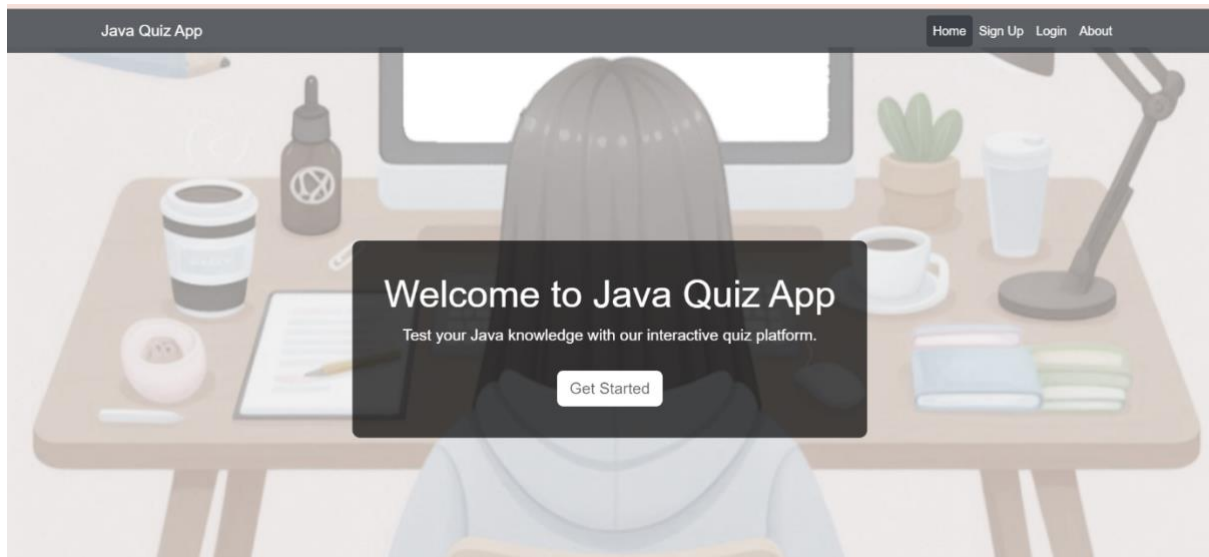 Java Quiz App
Home Sign Up Login About
Welcome to Java Quiz App
Test your Java knowledge with our interactive quiz platform.
Get Started